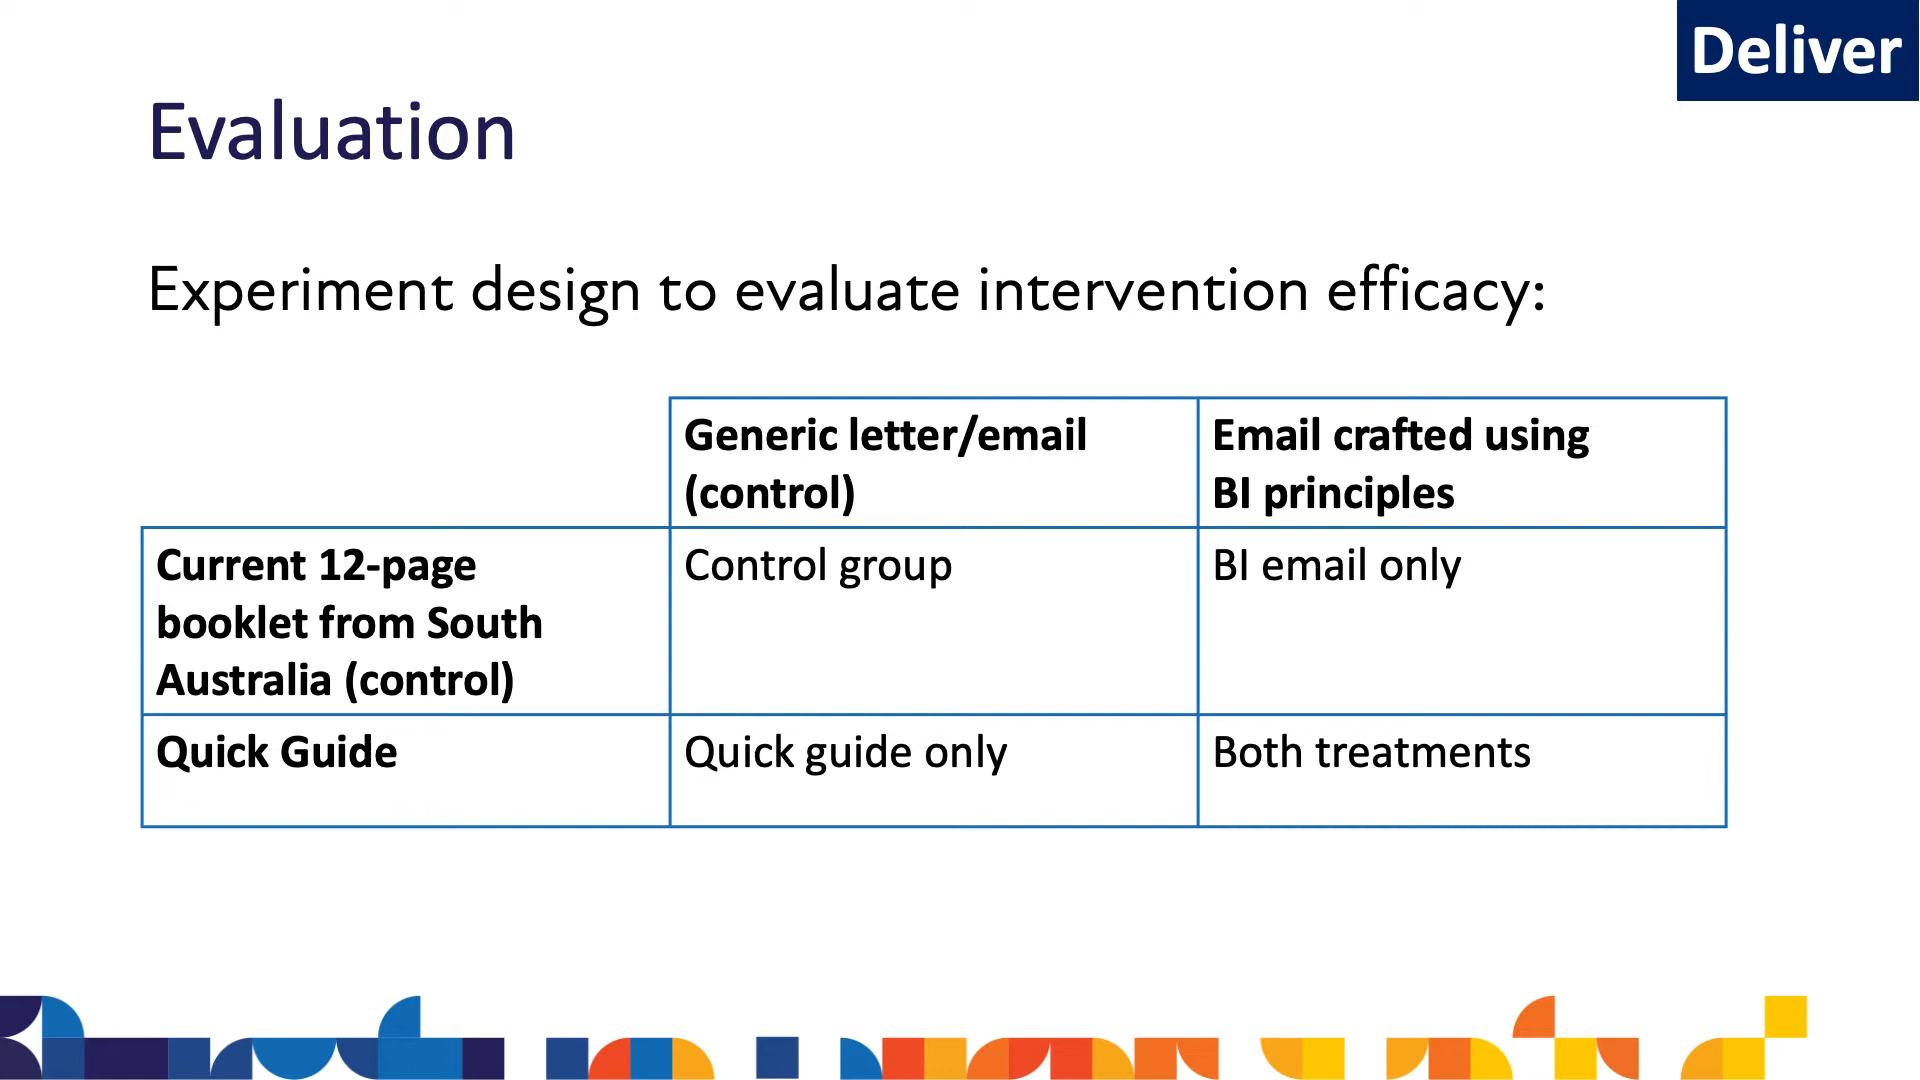 Deliver
Evaluation
Experiment design to evaluate intervention efficacy:
Generic letter/email
(control)
Email crafted using
BI principles
Current 12-page
booklet from South
Australia (control)
Control group
BI email only
Quick Guide
Quick guide only
Both treatments